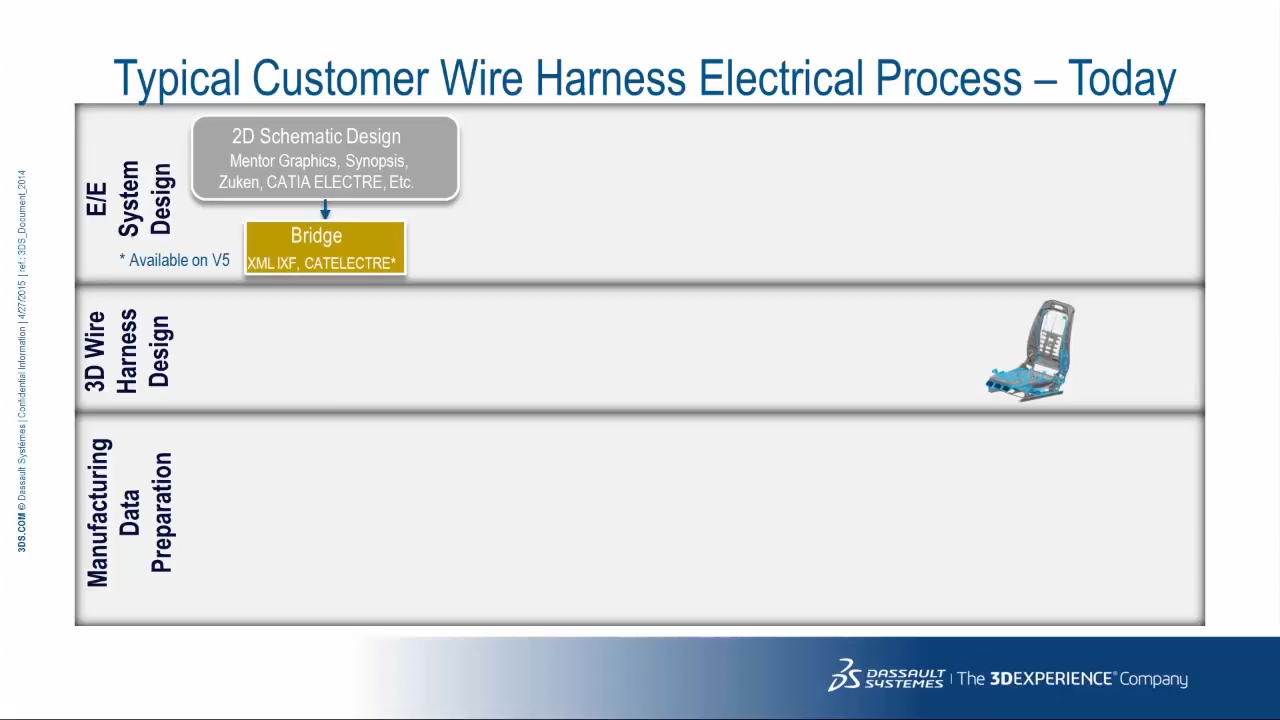 Typical Customer Wire Harness Electrical Process – Today
E/E
System
Design
2D Schematic Design
Mentor Graphics, Synopsis,
Zuken, CATIA ELECTRE, Etc.
Bridge
XML IXF, CATELECTRE*
* Available on V5
3D Wire
Harness
Design
Manufacturing
Data
Preparation
3DS.COM © Dassault Systèmes | Confidential Information | 4/27/2015 | ref.: 3DS_Document_2014
DASSAULT
SYSTEMES
The 3DEXPERIENCE® Company